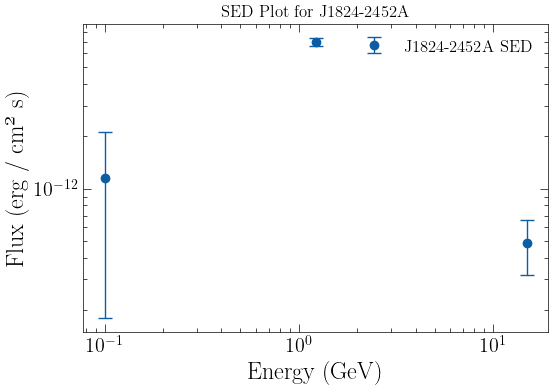 SED Plot for J1824-2452A
J1824-2452A SED
Flux (erg / cm² s)
10⁻¹²
10⁻¹ 10⁰ 10¹
Energy (GeV)